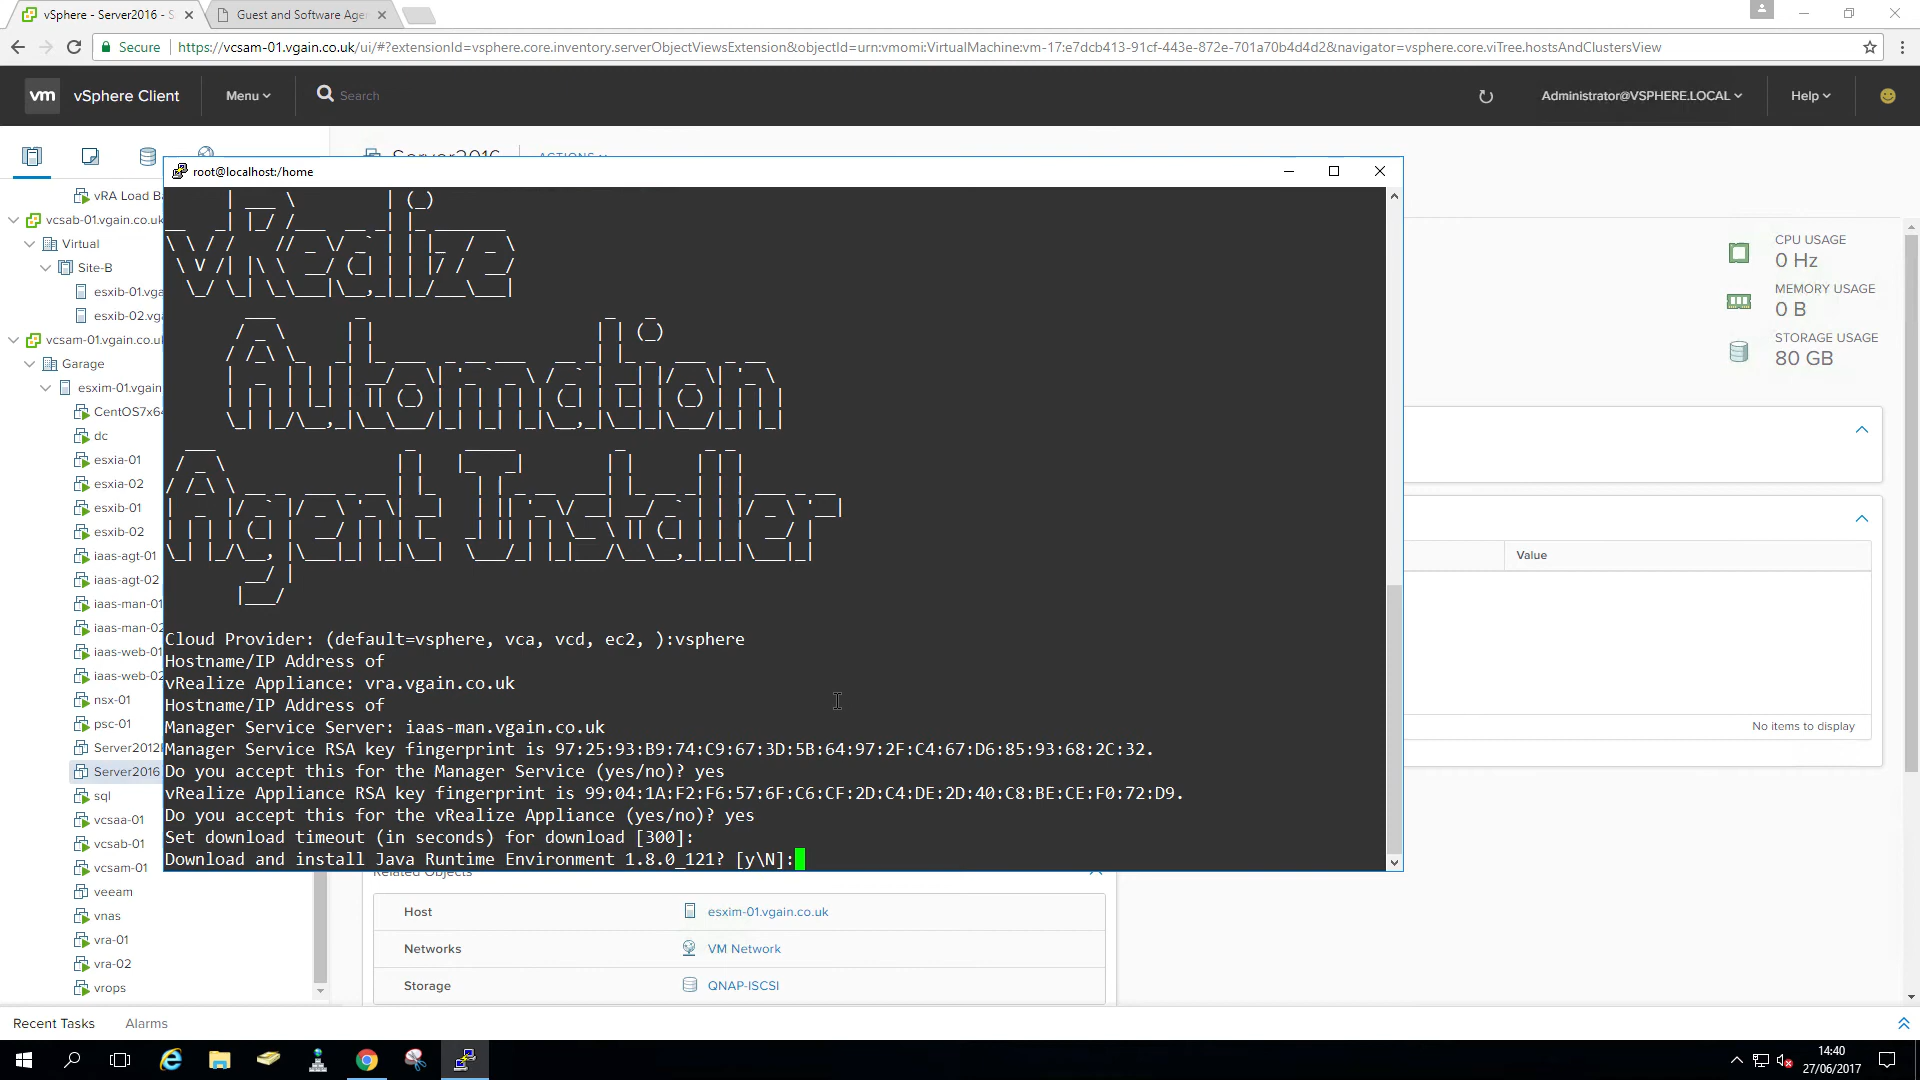 vSphere - Server2016 - S
Guest and Software Age
Secure
https://vcsam-01.vgain.co.uk/ui/#?extensionId=vsphere.core.inventory.serverObjectViewsExtension&objectId=urn:vmomi:VirtualMachine:vm-17:e7dcb413-91cf-443e-872e-701a70b4d4d2&navigator=vsphere.core.viTree.hostsAndClustersView
vm vSphere Client
Menu
Search
Administrator@VSPHERE.LOCAL
Help
Server2016
ACTIONS
vRA Load Ba
vcsab-01.vgain.co.uk
Virtual
Site-B
esxib-01.vga
esxib-02.vga
vcsam-01.vgain.co.uk
Garage
esxim-01.vgain
CentOS7x64
dc
esxia-01
esxia-02
esxib-01
esxib-02
iaas-agt-01
iaas-agt-02
iaas-man-01
iaas-man-02
iaas-web-01
iaas-web-02
nsx-01
psc-01
Server2012
Server2016
sql
vcsaa-01
vcsab-01
vcsam-01
veeam
vnas
vra-01
vra-02
vrops
root@localhost:/home
vRealize
Automation
Agent Installer
Cloud Provider: (default=vsphere, vca, vcd, ec2, ):vsphere
Hostname/IP Address of
vRealize Appliance: vra.vgain.co.uk
Hostname/IP Address of
Manager Service Server: iaas-man.vgain.co.uk
Manager Service RSA key fingerprint is 97:25:93:B9:74:C9:67:3D:5B:64:97:2F:C4:67:D6:85:93:68:2C:32.
Do you accept this for the Manager Service (yes/no)? yes
vRealize Appliance RSA key fingerprint is 99:04:1A:F2:F6:57:6F:C6:CF:2D:C4:DE:2D:40:C8:BE:CE:F0:72:D9.
Do you accept this for the vRealize Appliance (yes/no)? yes
Set download timeout (in seconds) for download [300]:
Download and install Java Runtime Environment 1.8.0_121? [y\N]:
CPU USAGE
0 Hz
MEMORY USAGE
0 B
STORAGE USAGE
80 GB
Value
No items to display
Related Objects
Host esxim-01.vgain.co.uk
Networks VM Network
Storage QNAP-ISCSI
Recent Tasks Alarms
14:40
27/06/2017